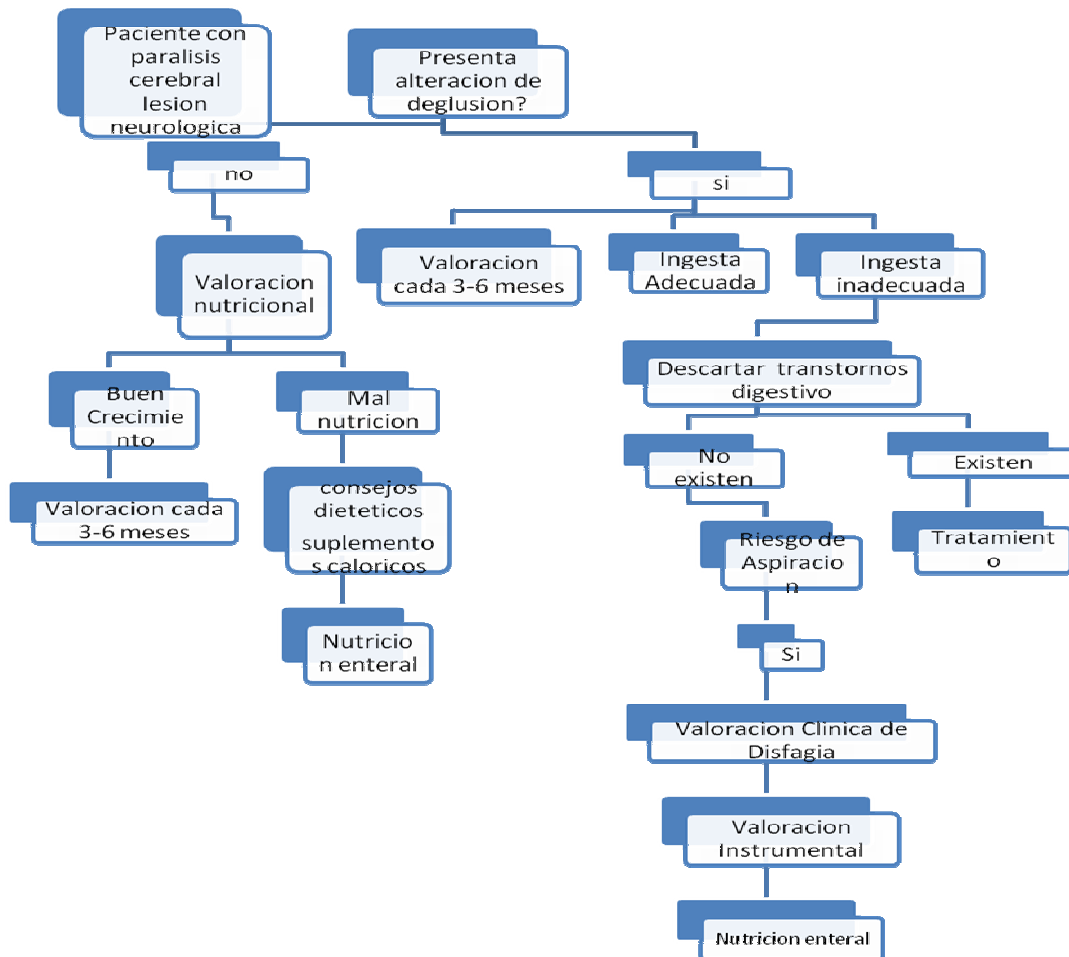 Paciente con
paralisis
cerebral
lesion
neurologica
Presenta
alteracion de
deglusion?
no
si
Valoracion
nutricional
Valoracion
cada 3-6 meses
Ingesta
Adecuada
Ingesta
inadecuada
Buen
Crecimie
nto
Mal
nutricion
Descartar transtornos
digestivo
Valoracion cada
3-6 meses
consejos
dieteticos
suplemento
s caloricos
No
existen
Existen
Riesgo de
Aspiracion
n
Tratamient
o
Nutricio
n enteral
Si
Valoracion Clinica de
Disfagia
Valoracion
Instrumental
Nutricion enteral